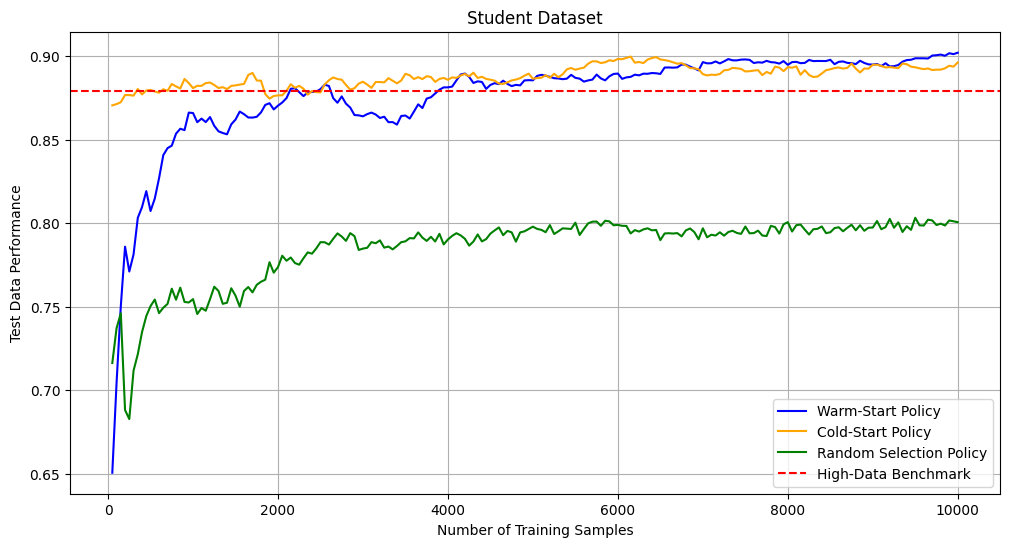 Student Dataset
Test Data Performance
0.90
0.85
0.80
0.75
0.70
0.65
0
2000
4000
6000
8000
10000
Number of Training Samples
Warm-Start Policy
Cold-Start Policy
Random Selection Policy
High-Data Benchmark